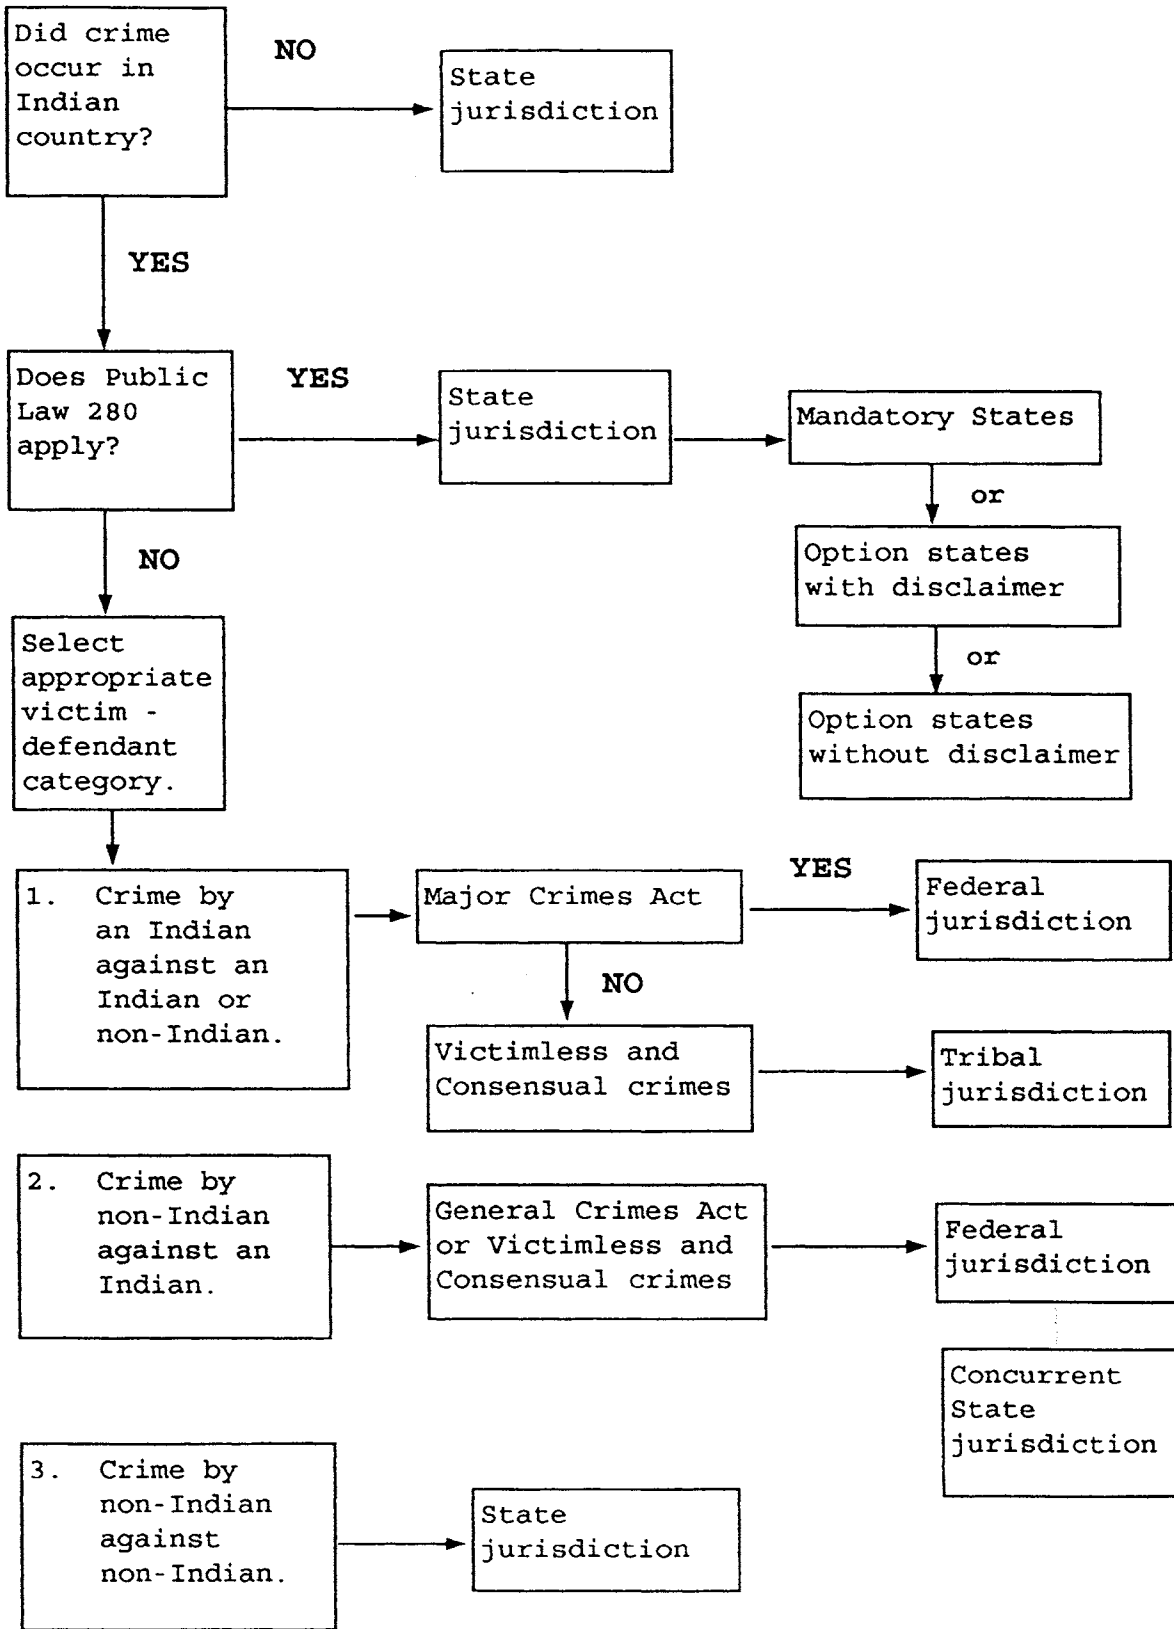 Did crime
occur in
Indian
country?
NO
State
jurisdiction
YES
Does Public
Law 280
apply?
YES
State
jurisdiction
Mandatory States
or
Option states
with disclaimer
or
Option states
without disclaimer
NO
Select
appropriate
victim -
defendant
category.
1. Crime by
an Indian
against an
Indian or
non-Indian.
Major Crimes Act
YES
Federal
jurisdiction
NO
Victimless and
Consensual crimes
Tribal
jurisdiction
2. Crime by
non-Indian
against an
Indian.
General Crimes Act
or Victimless and
Consensual crimes
Federal
jurisdiction
Concurrent
State
jurisdiction
3. Crime by
non-Indian
against
non-Indian.
State
jurisdiction